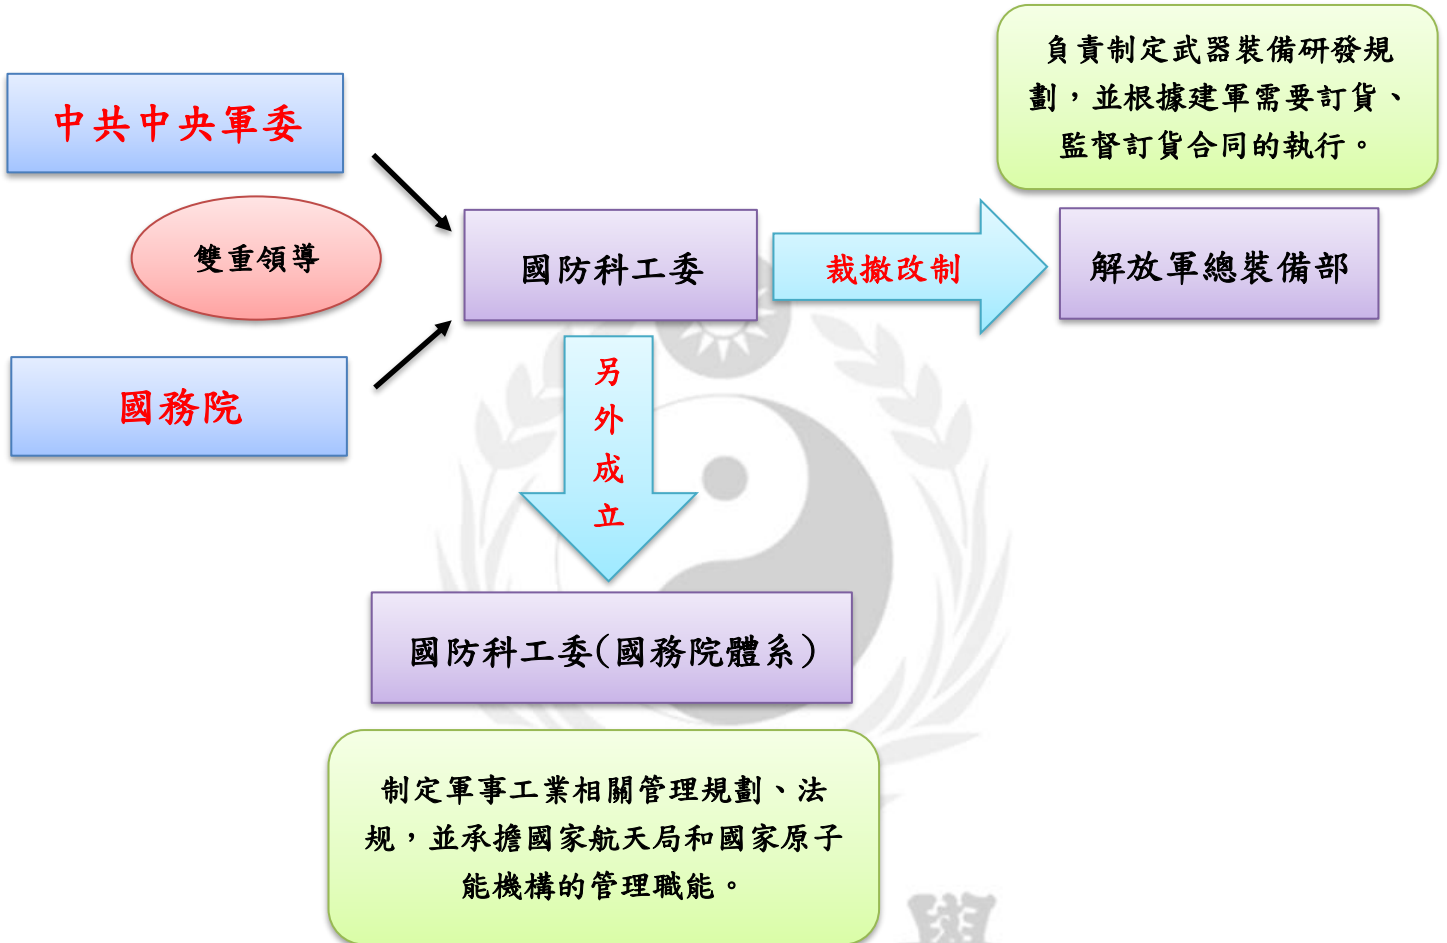 負責制定武器裝備研發規
劃，並根據建軍需要訂貨、
監督訂貨合同的執行。
中共中央軍委
雙重領導
國防科工委
裁撤改制
解放軍總裝備部
國務院
另
外
成
立
國防科工委(國務院體系)
制定軍事工業相關管理規劃、法
規，並承擔國家航天局和國家原子
能機構的管理職能。